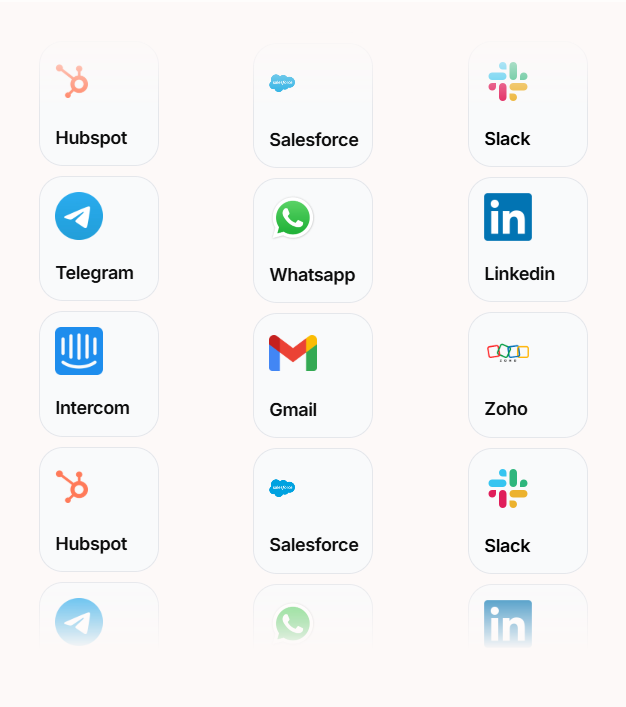 Hubspot
salesforce
Salesforce
Slack
Telegram
Whatsapp
in
Linkedin
Intercom
Gmail
ZOHO
Zoho
Hubspot
salesforce
Salesforce
Slack
in